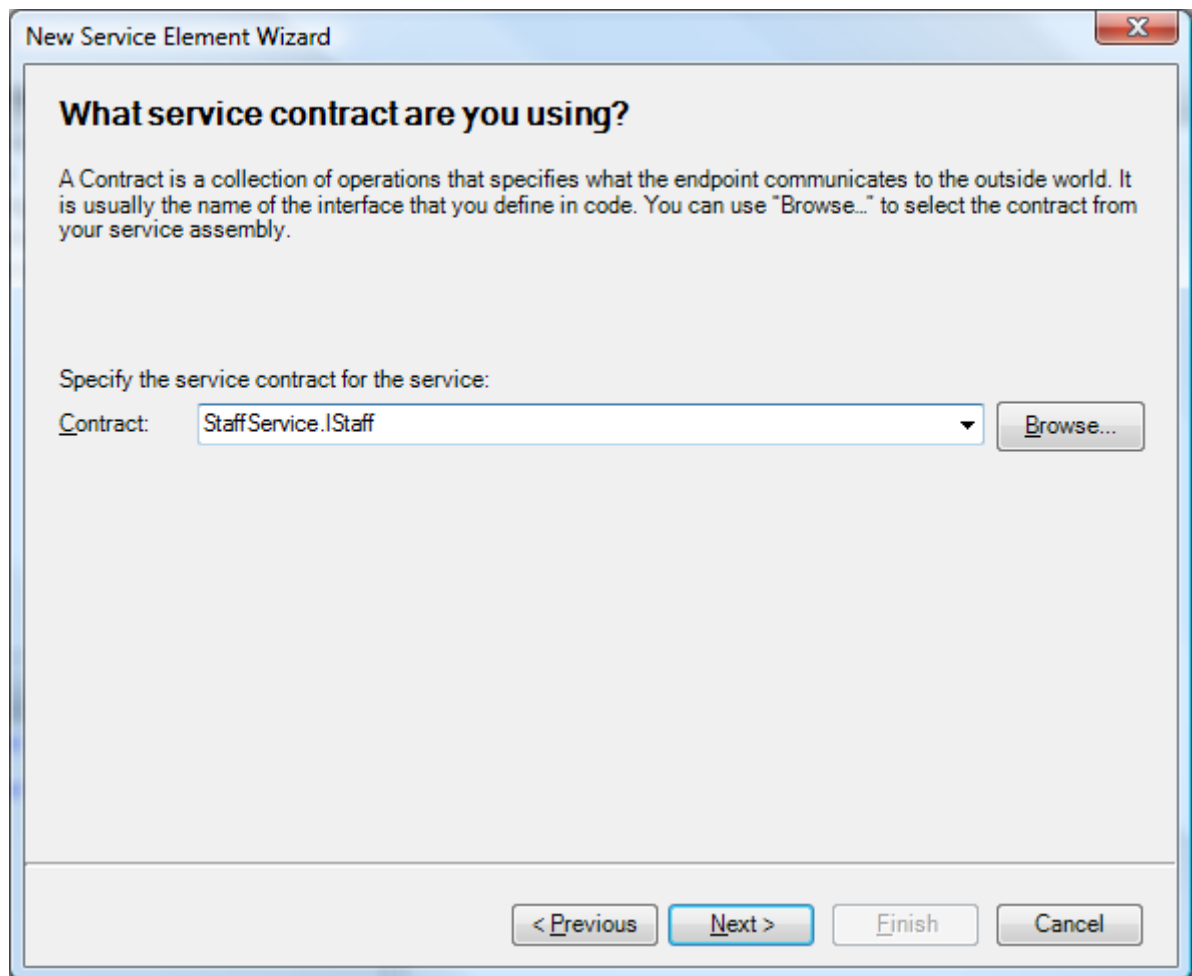 New Service Element Wizard
What service contract are you using?
A Contract is a collection of operations that specifies what the endpoint communicates to the outside world. It
is usually the name of the interface that you define in code. You can use "Browse..." to select the contract from
your service assembly.
Specify the service contract for the service:
Contract: StaffService.IStaff Browse...
< Previous Next > Finish Cancel